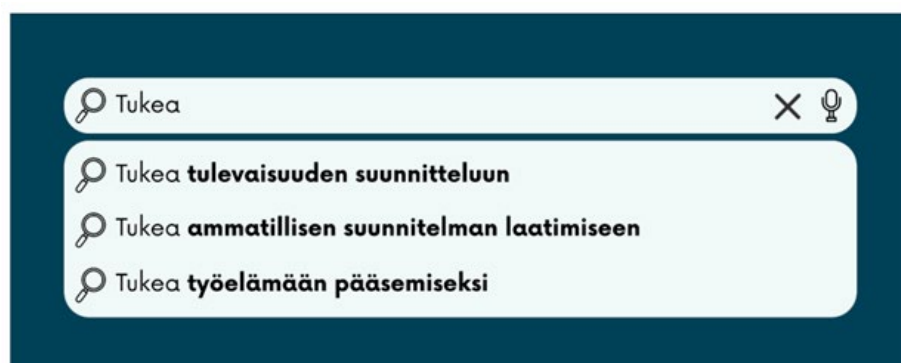 Tukea
Tukea tulevaisuuden suunnitteluun
Tukea ammatillisen suunnitelman laatimiseen
Tukea työelämään pääsemiseksi